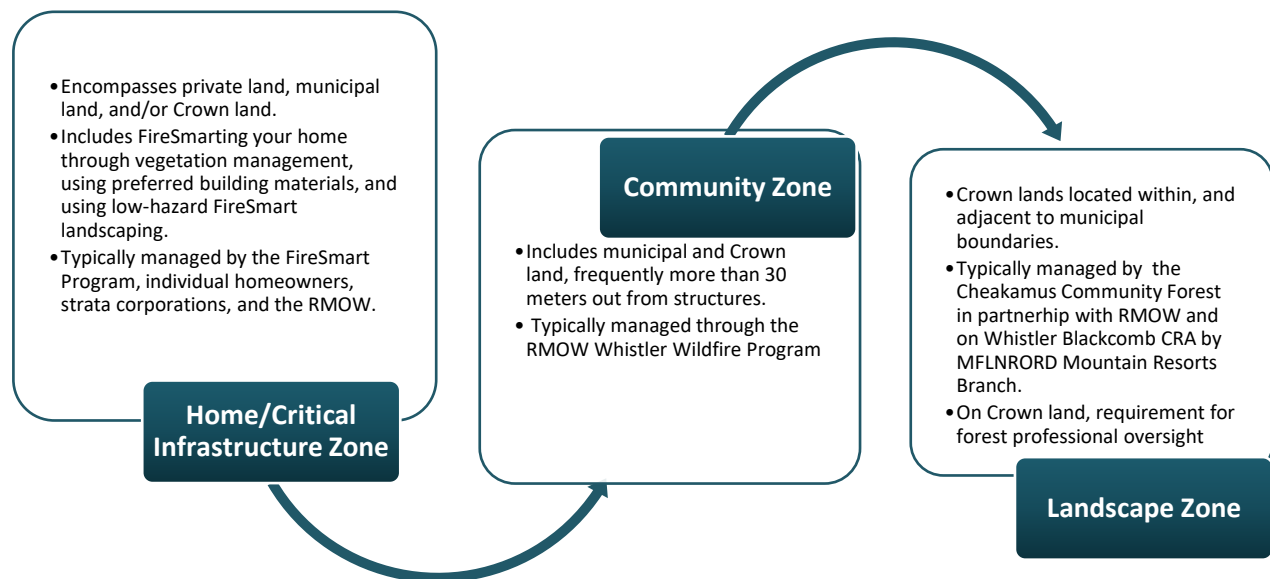 •Encompasses private land, municipal
land, and/or Crown land.
•Includes FireSmarting your home
through vegetation management,
using preferred building materials, and
using low-hazard FireSmart
landscaping.
•Typically managed by the FireSmart
Program, individual homeowners,
strata corporations, and the RMOW.
Home/Critical
Infrastructure Zone
Community Zone
•Includes municipal and Crown
land, frequently more than 30
meters out from structures.
• Typically managed through the
RMOW Whistler Wildfire Program
•Crown lands located within, and
adjacent to municipal
boundaries.
•Typically managed by  the
Cheakamus Community Forest
in partnerhip with RMOW and
on Whistler Blackcomb CRA by
MFLNRORD Mountain Resorts
Branch.
•On Crown land, requirement for
forest professional oversight
Landscape Zone